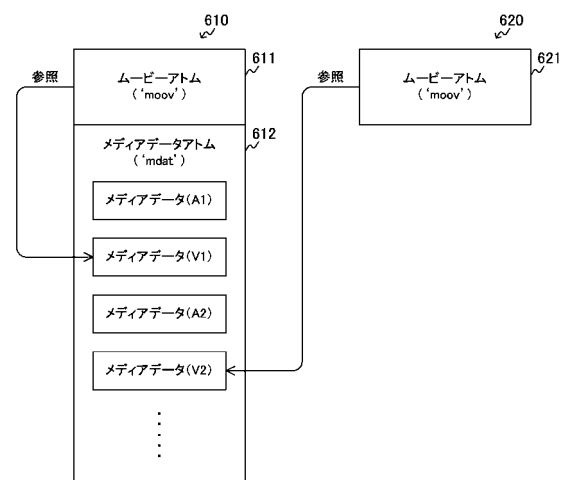 610
611
参照
ムービーアトム
('moov')
612
メディアデータアトム
('mdat')
メディアデータ(A1)
メディアデータ(V1)
メディアデータ(A2)
メディアデータ(V2)
620
621
参照
ムービーアトム
('moov')